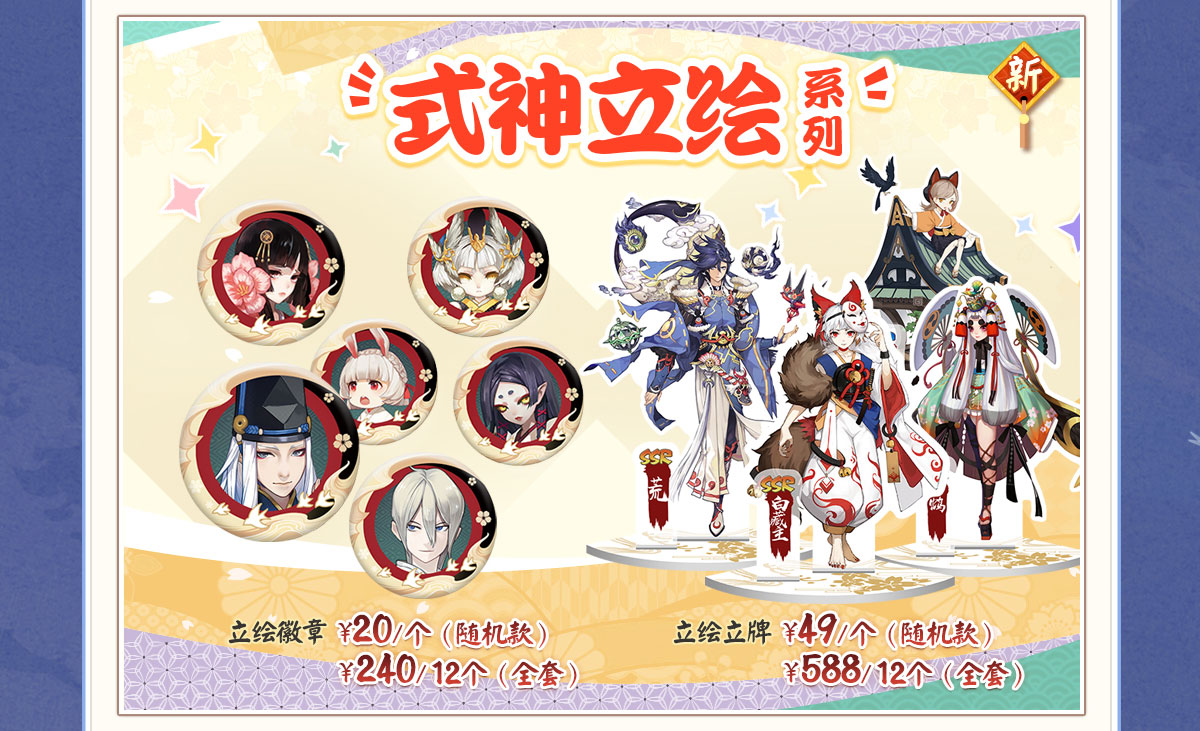 式神立绘
系列
新
SSR
荒
SSR
白藏主
立绘徽章 ¥20/个（随机款）
¥240/12个（全套）
立绘立牌 ¥49/个（随机款）
¥588/12个（全套）